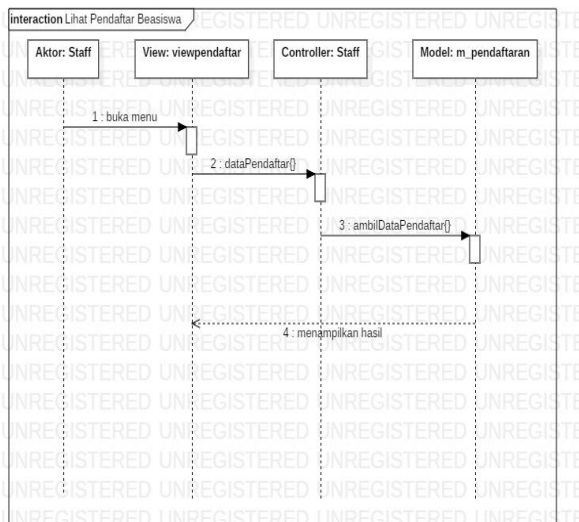 interaction Lihat Pendaftar Beasiswa
Aktor: Staff
View: viewpendaftar
Controller: Staff
Model: m_pendaftaran
1 : buka menu
2 : dataPendaftar{}
3 : ambilDataPendaftar{}
4 : menampilkan hasil
UNREGISTERED